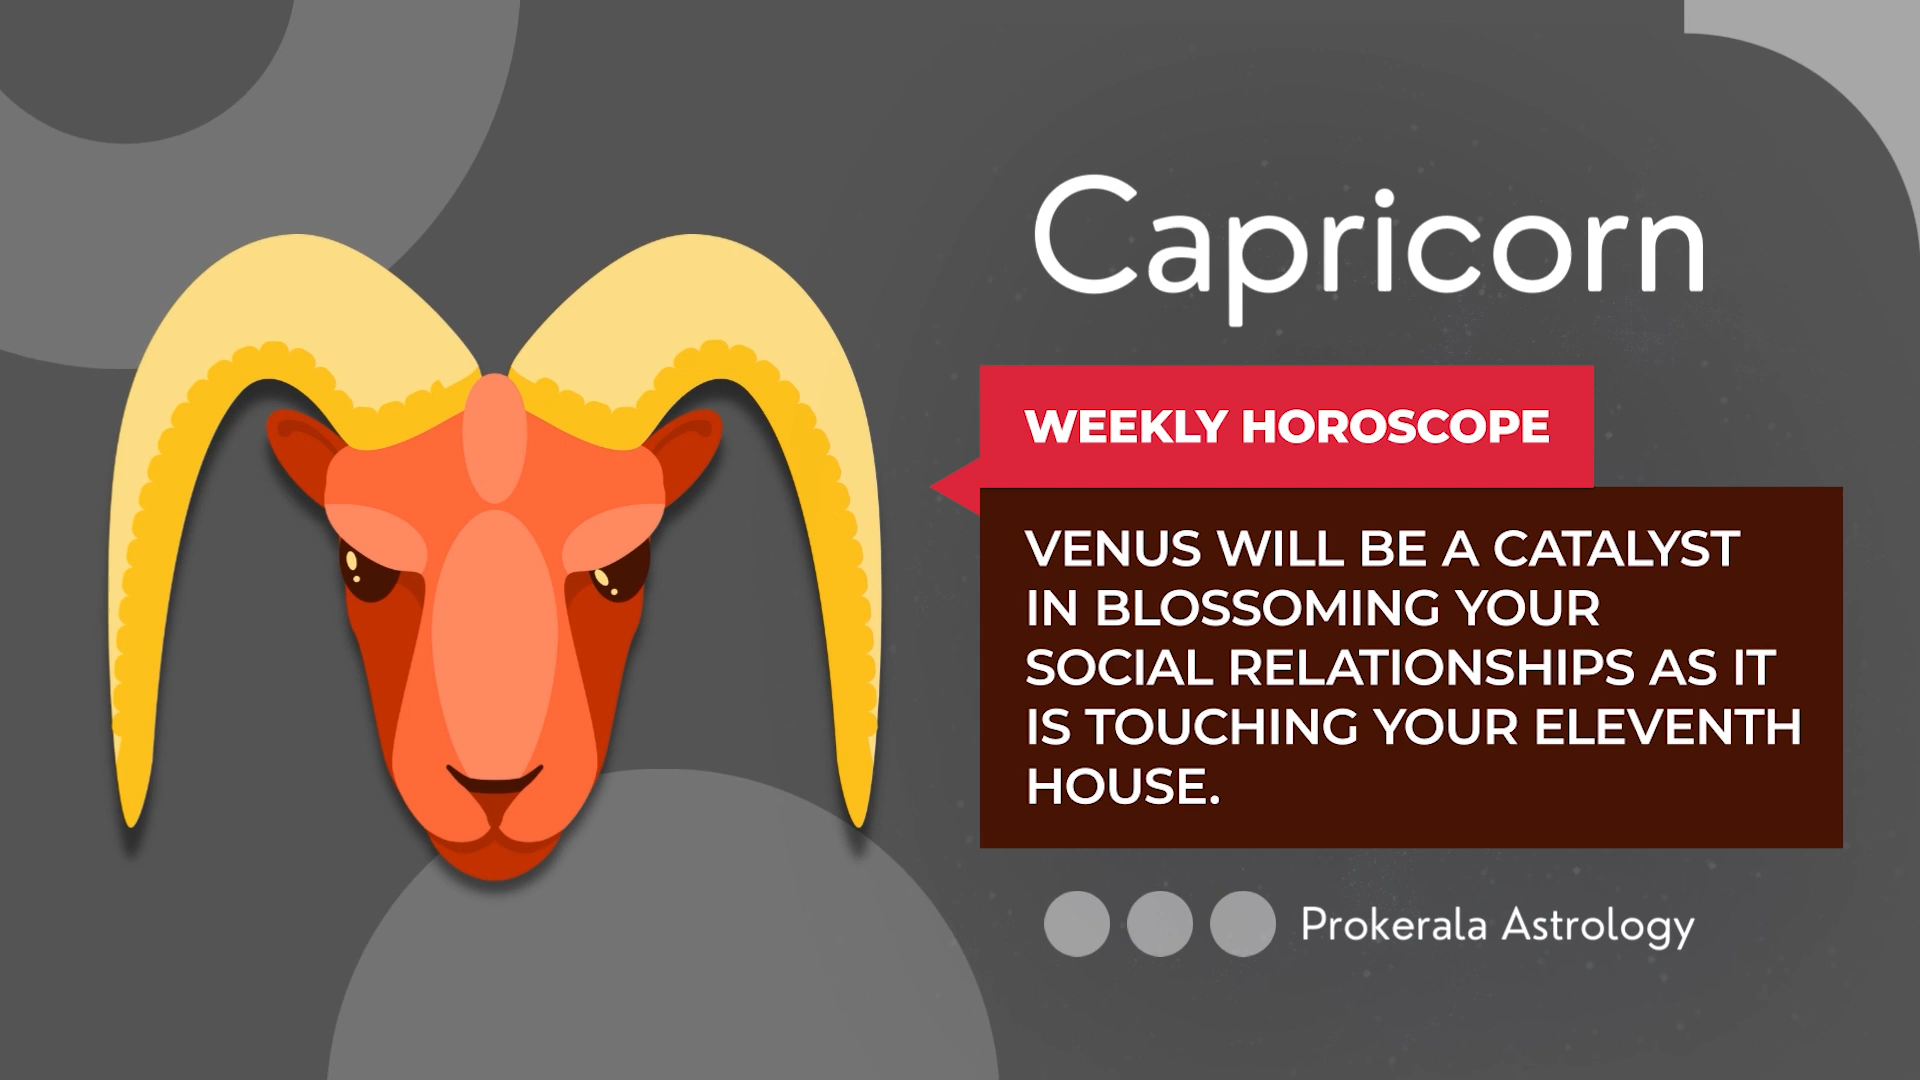 Capricorn
WEEKLY HOROSCOPE
VENUS WILL BE A CATALYST
IN BLOSSOMING YOUR
SOCIAL RELATIONSHIPS AS IT
IS TOUCHING YOUR ELEVENTH
HOUSE.
Prokerala Astrology